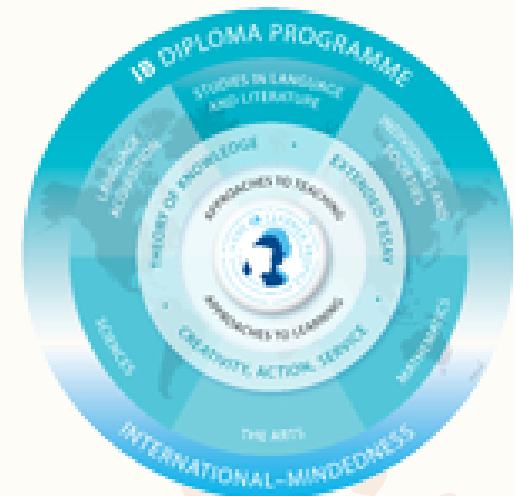 IB DIPLOMA PROGRAMME
STUDIES IN LANGUAGE
AND LITERATURE
LANGUAGE
ACQUISITION
INDIVIDUALS AND
SOCIETIES
THEORY OF KNOWLEDGE
EXTENDED ESSAY
APPROACHES TO TEACHING
APPROACHES TO LEARNING
CREATIVITY, ACTION, SERVICE
SCIENCES
MATHEMATICS
THE ARTS
INTERNATIONAL-MINDEDNESS